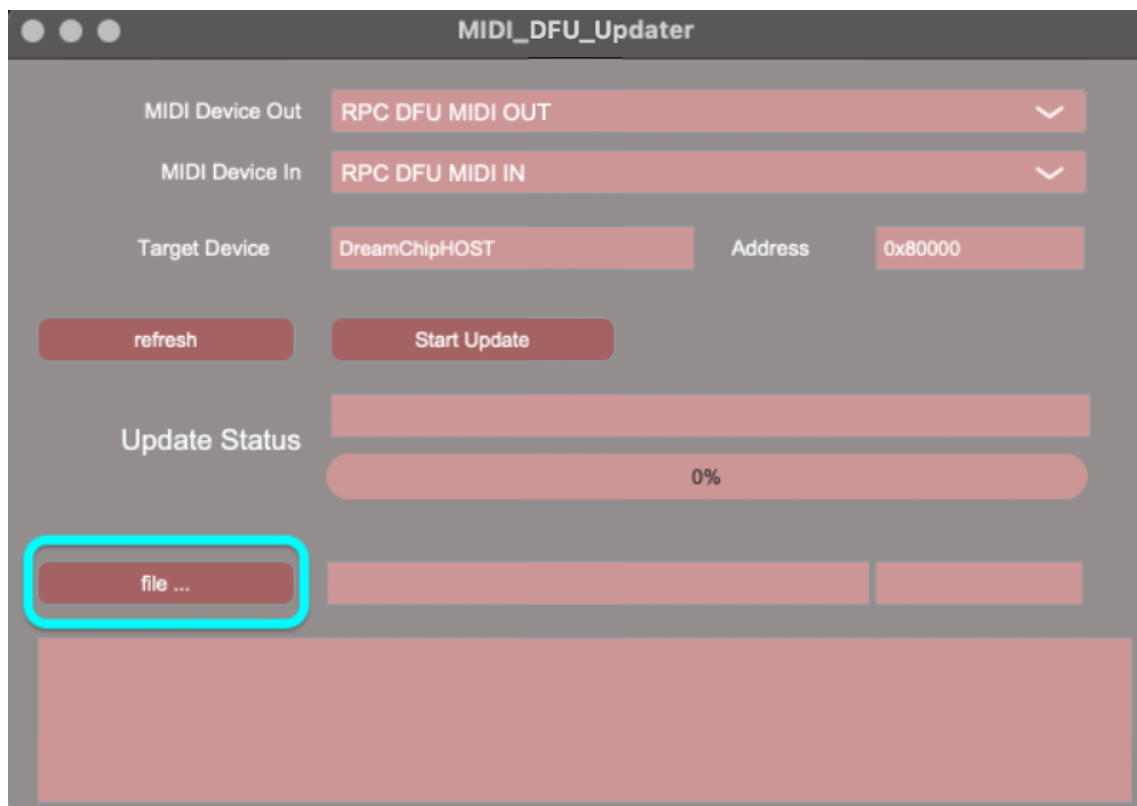 MIDI_DFU_Updater
MIDI Device Out RPC DFU MIDI OUT
MIDI Device In RPC DFU MIDI IN
Target Device DreamChipHOST Address 0x80000
refresh Start Update
Update Status
0%
file ...